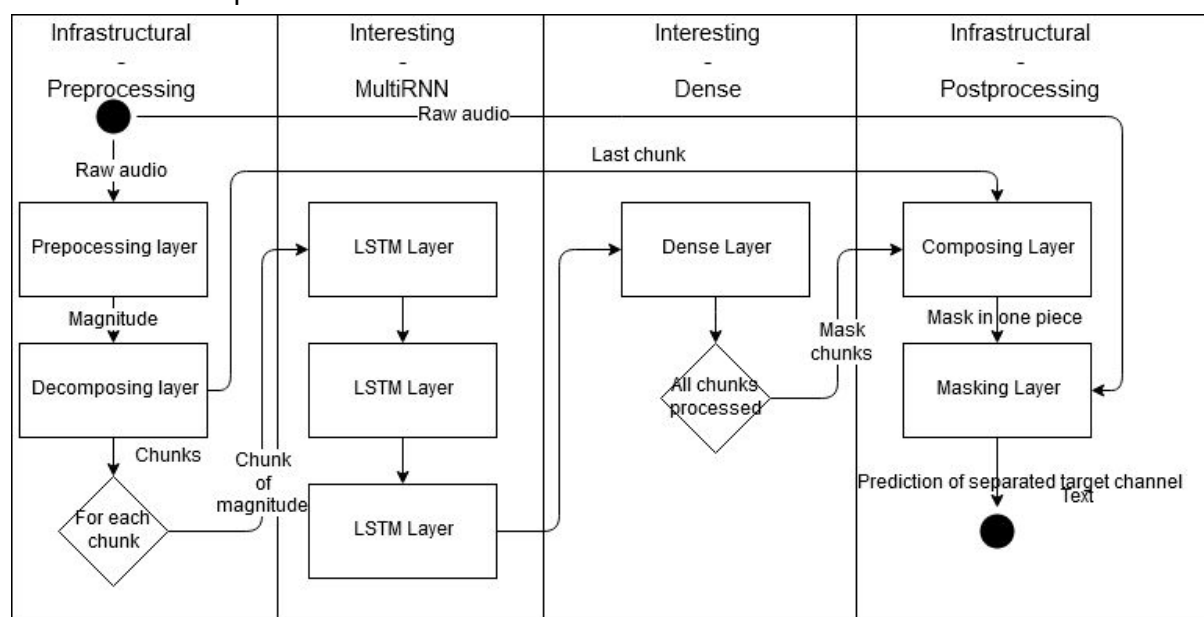 Infrastructural
-
Preprocessing
Interesting
-
MultiRNN
Interesting
-
Dense
Infrastructural
-
Postprocessing
Raw audio
Raw audio
Last chunk
Prepocessing layer
LSTM Layer
Dense Layer
Composing Layer
Magnitude
Mask in one piece
Mask
chunks
Decomposing layer
LSTM Layer
All chunks
processed
Masking Layer
Chunks
Chunk
of
magnitude
For each
chunk
LSTM Layer
Prediction of separated target channel
Text